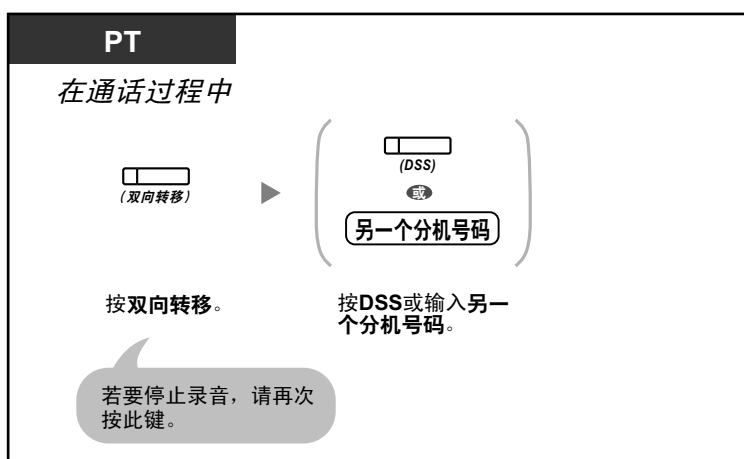 PT
在通话过程中
(双向转移)
(DSS)
或
另一个分机号码
按双向转移。
按DSS或输入另一
个分机号码。
若要停止录音，请再次
按此键。